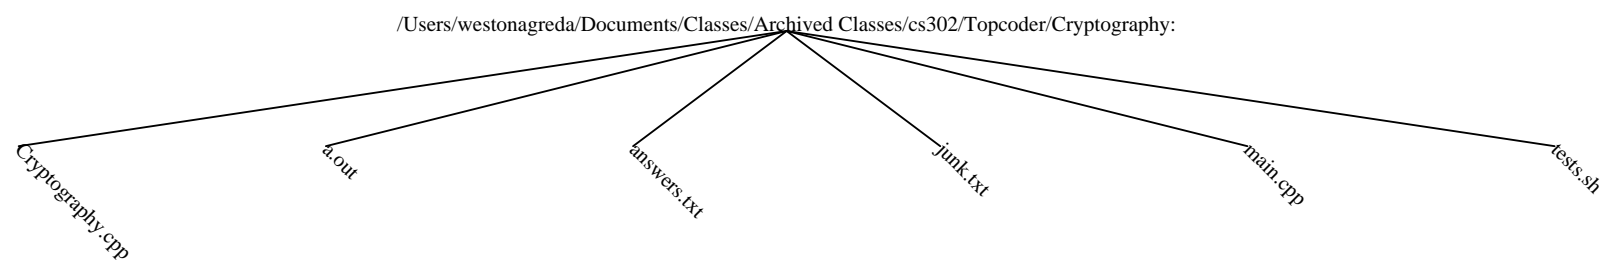 /Users/westonagreda/Documents/Classes/Archived Classes/cs302/Topcoder/Cryptography:
Cryptography.cpp
a.out
answers.txt
junk.txt
main.cpp
tests.sh